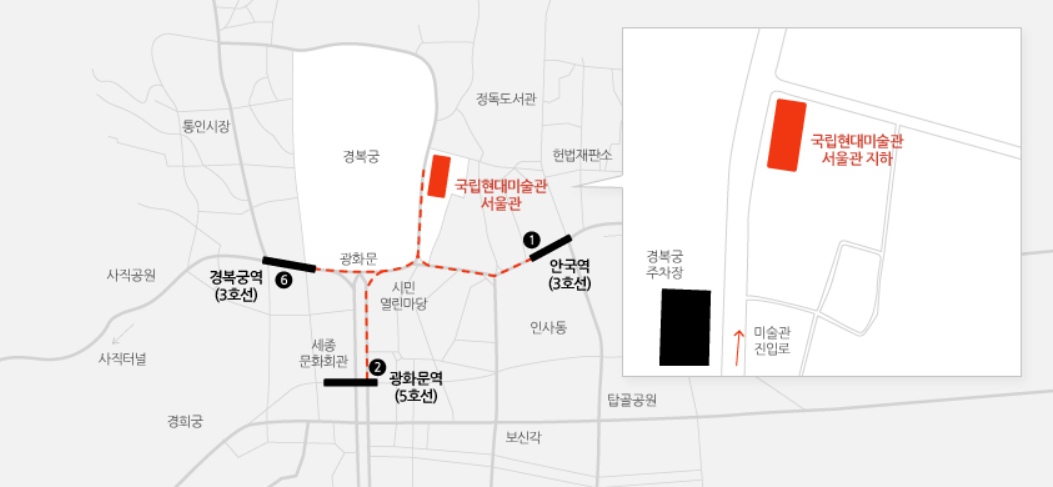 정독도서관
통인시장
경복궁
헌법재판소
국립현대미술관
서울관
1
광화문
안국역
(3호선)
사직공원
경복궁역
(3호선)
6
시민
열린마당
인사동
세종
문화회관
사직터널
2
광화문역
(5호선)
탑골공원
경희궁
보신각
국립현대미술관
서울관 지하
경복궁
주차장
미술관
진입로